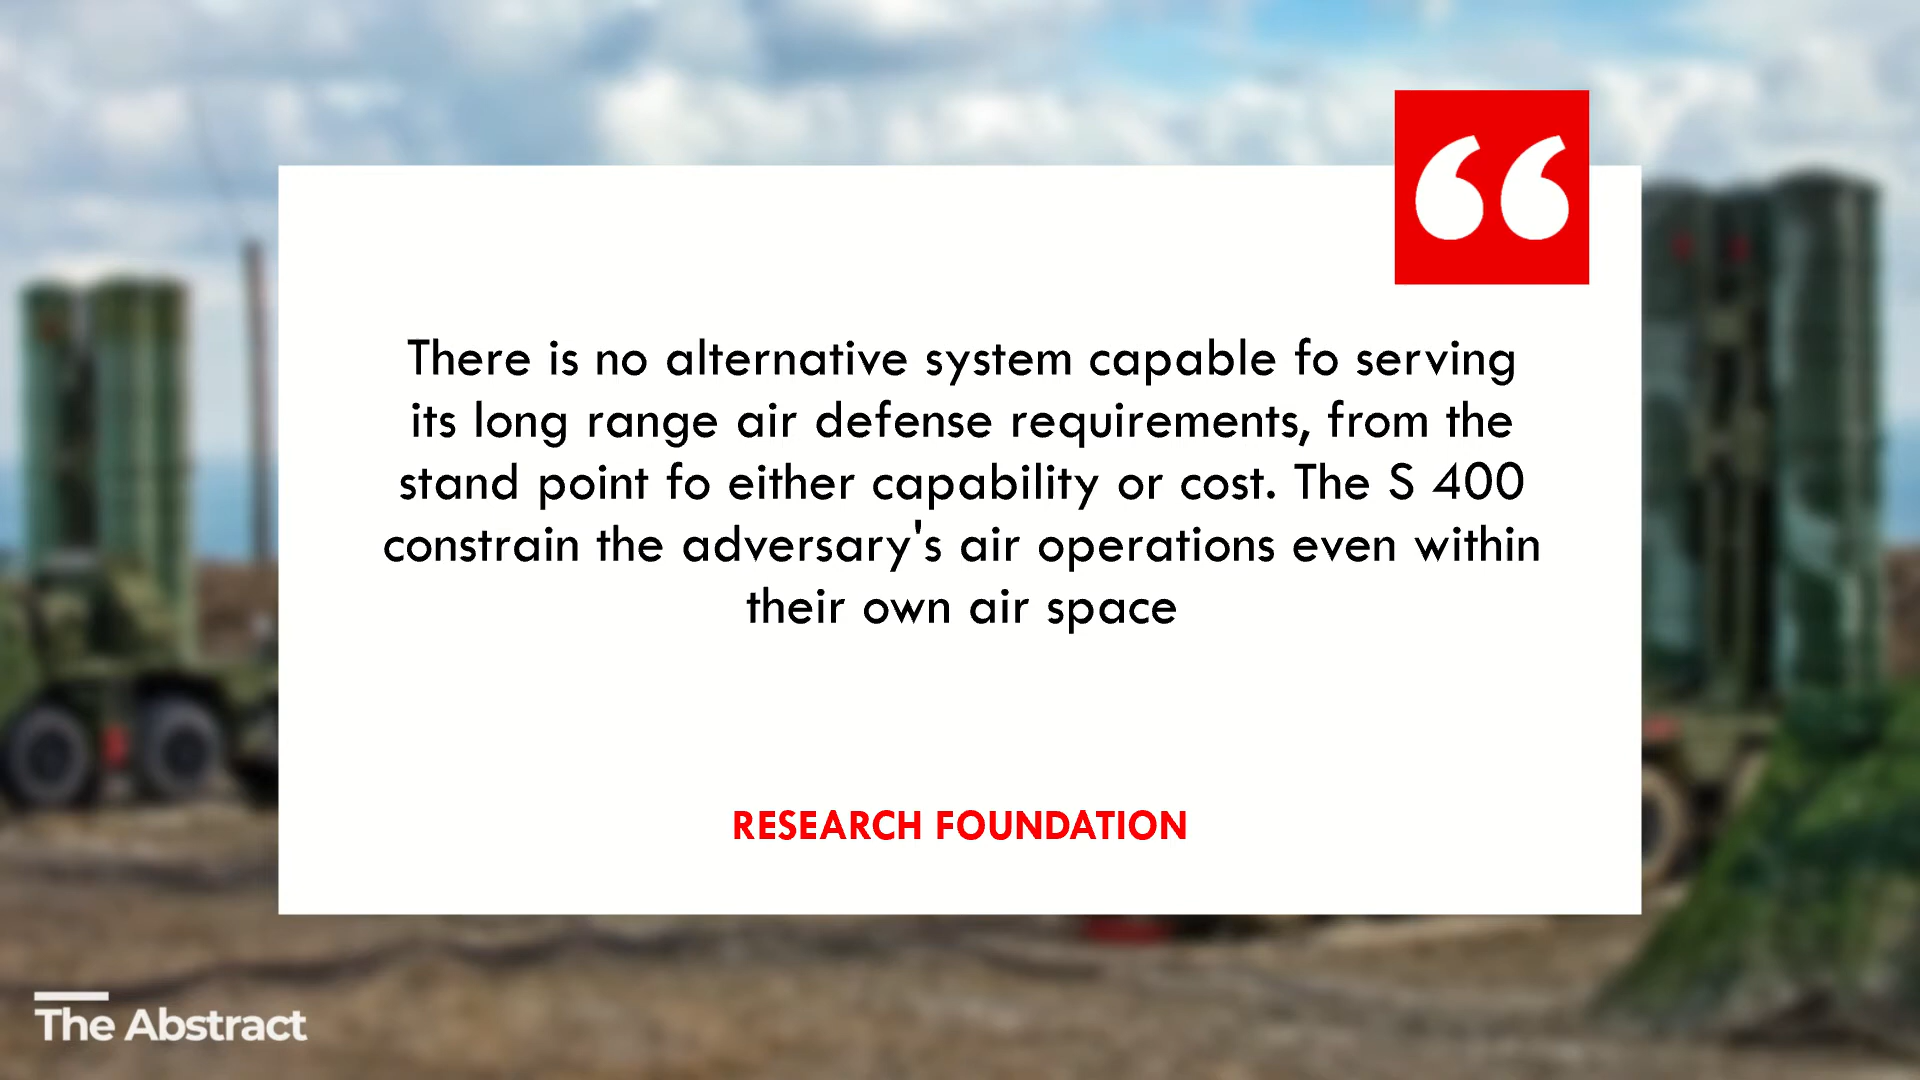 There is no alternative system capable fo serving
its long range air defense requirements, from the
stand point fo either capability or cost. The S 400
constrain the adversary's air operations even within
their own air space
RESEARCH FOUNDATION
The Abstract